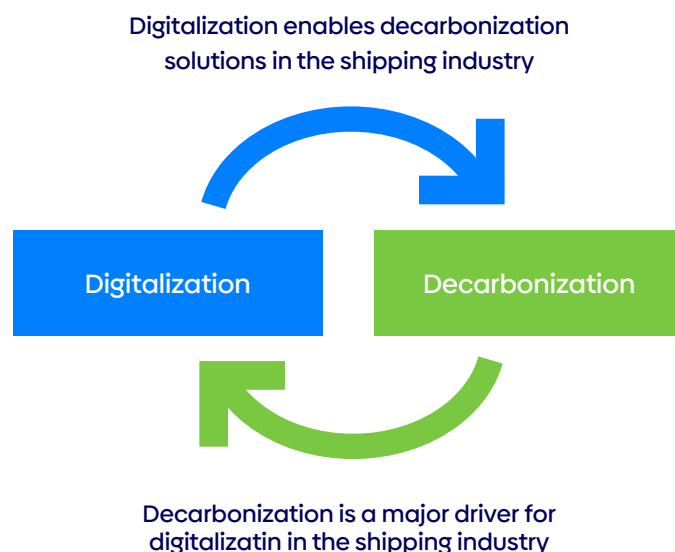 Digitalization enables decarbonization
solutions in the shipping industry
Digitalization
Decarbonization
Decarbonization is a major driver for
digitalizatin in the shipping industry